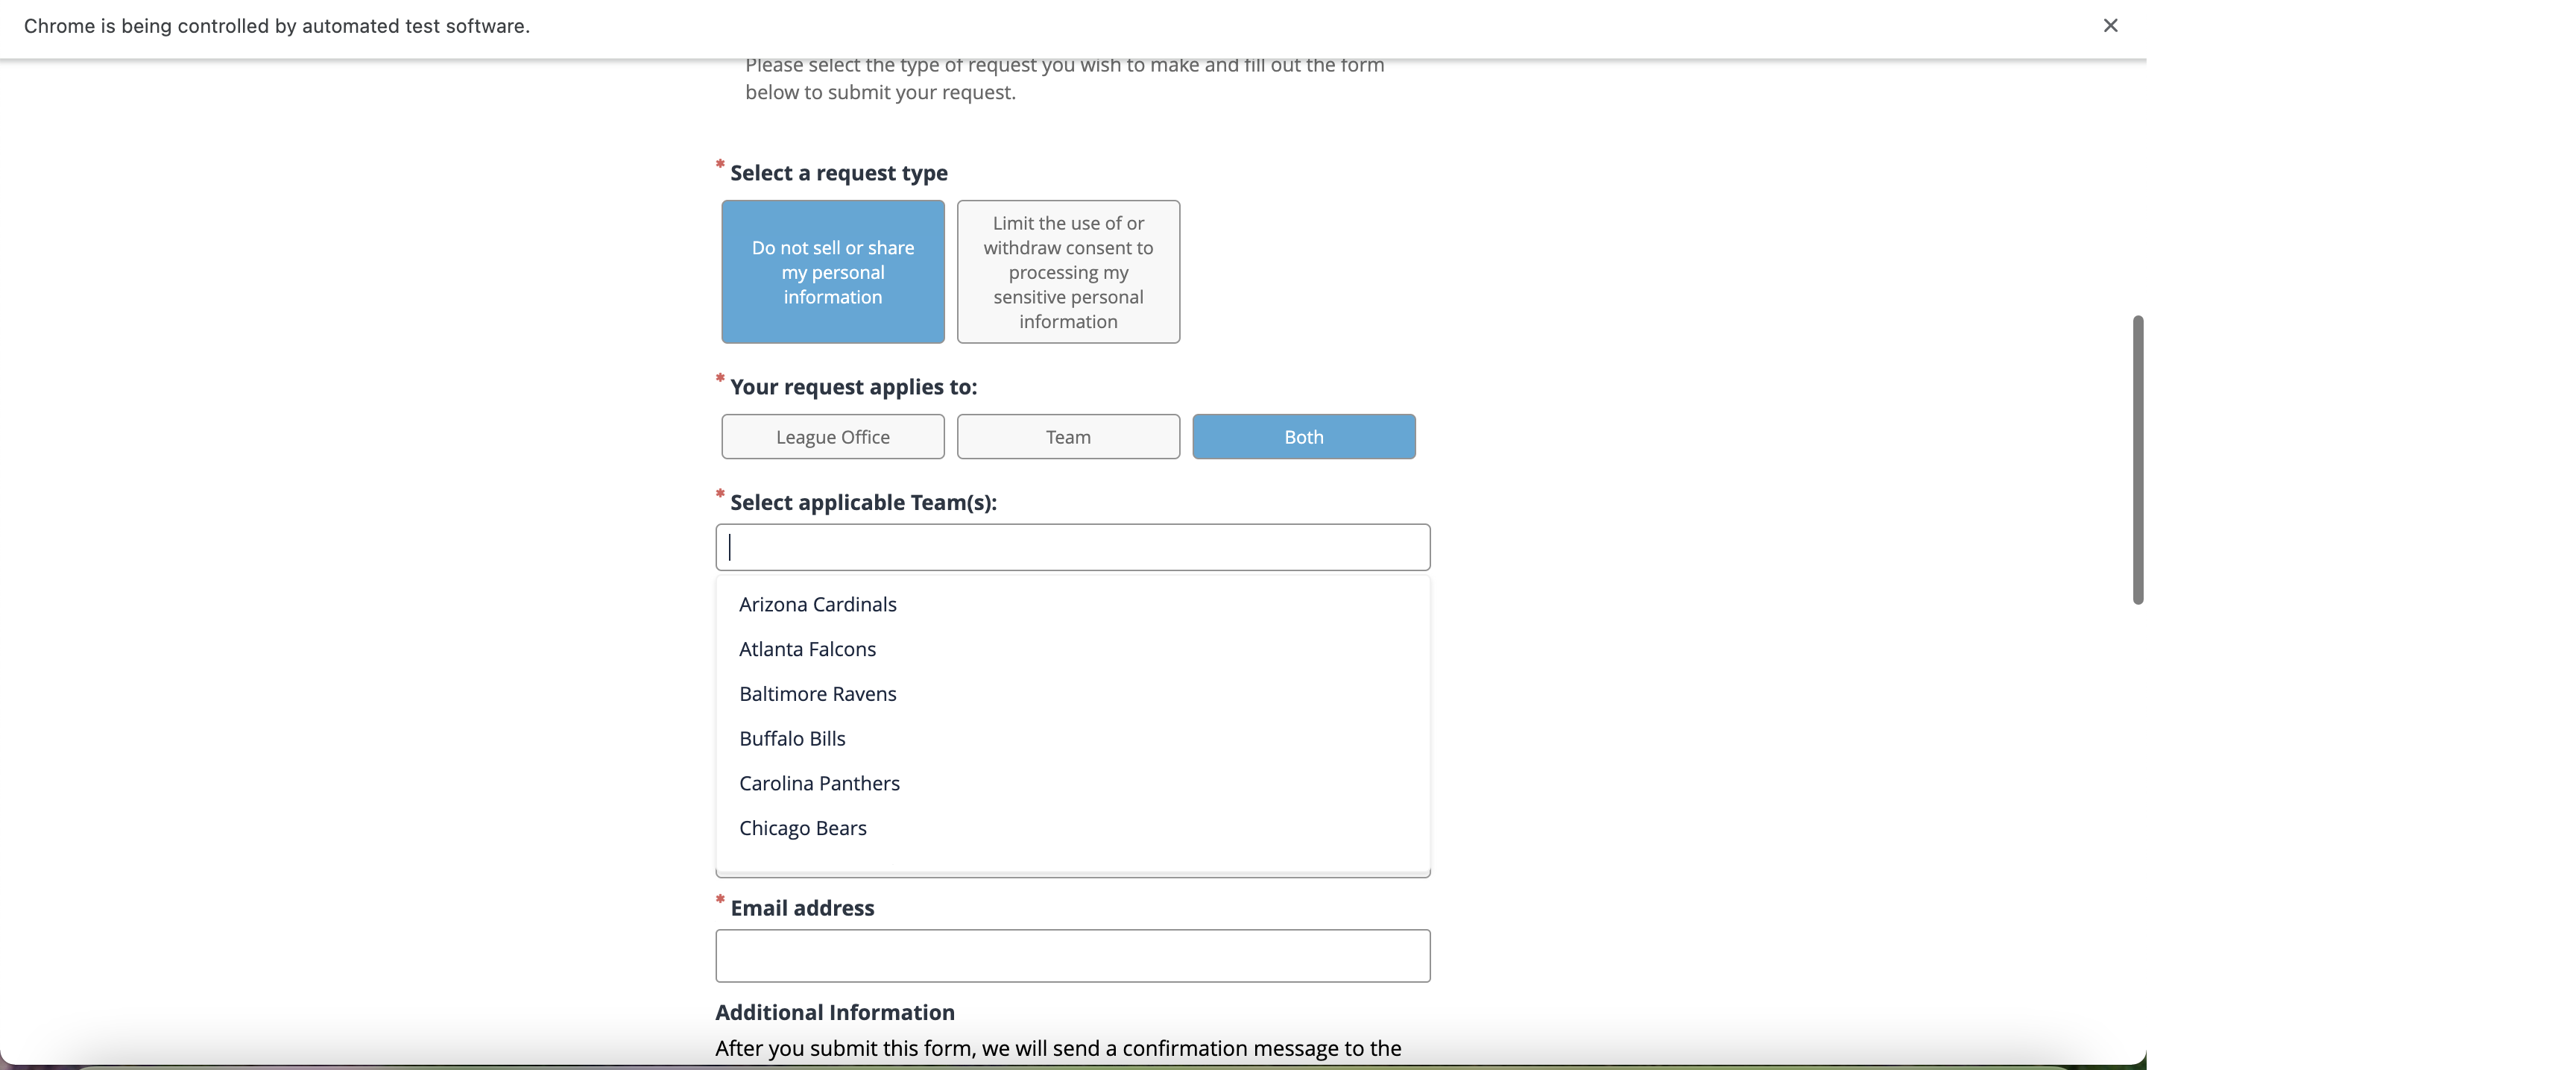 Chrome is being controlled by automated test software.
Please select the type of request you wish to make and fill out the form
below to submit your request.
* Select a request type
Do not sell or share
my personal
information
Limit the use of or
withdraw consent to
processing my
sensitive personal
information
* Your request applies to:
League Office
Team
Both
* Select applicable Team(s):
Arizona Cardinals
Atlanta Falcons
Baltimore Ravens
Buffalo Bills
Carolina Panthers
Chicago Bears
* Email address
Additional Information
After you submit this form, we will send a confirmation message to the